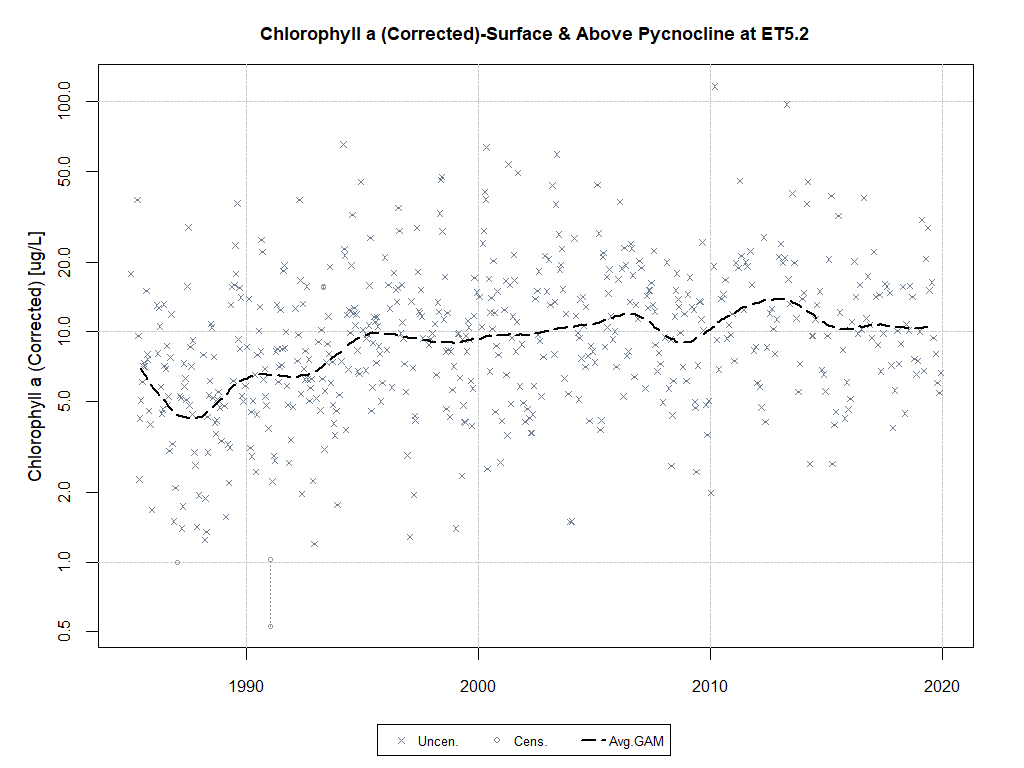 Chlorophyll a (Corrected)-Surface & Above Pycnocline at ET5.2
Chlorophyll a (Corrected) [ug/L]
100.0
50.0
20.0
10.0
5.0
2.0
1.0
0.5
1990 2000 2010 2020
Uncen. Cens. Avg.GAM